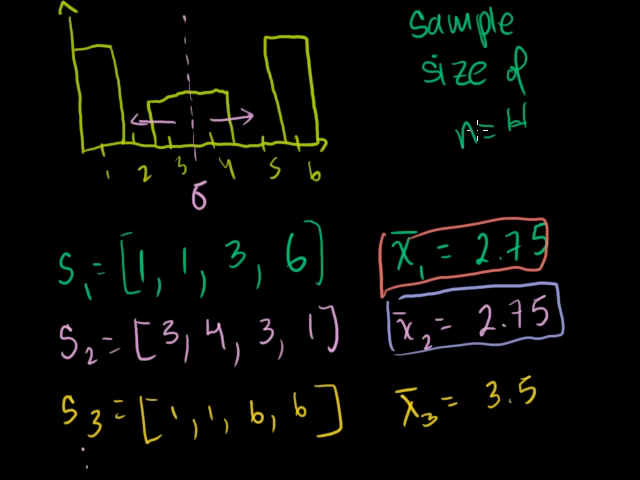 sample
size of
n = 4
1 2 3 4 5 6
σ
S₁ = [1, 1, 3, 6] x̄₁ = 2.75
S₂ = [3, 4, 3, 1] x̄₂ = 2.75
S₃ = [1, 1, 6, 6] x̄₃ = 3.5
⋮